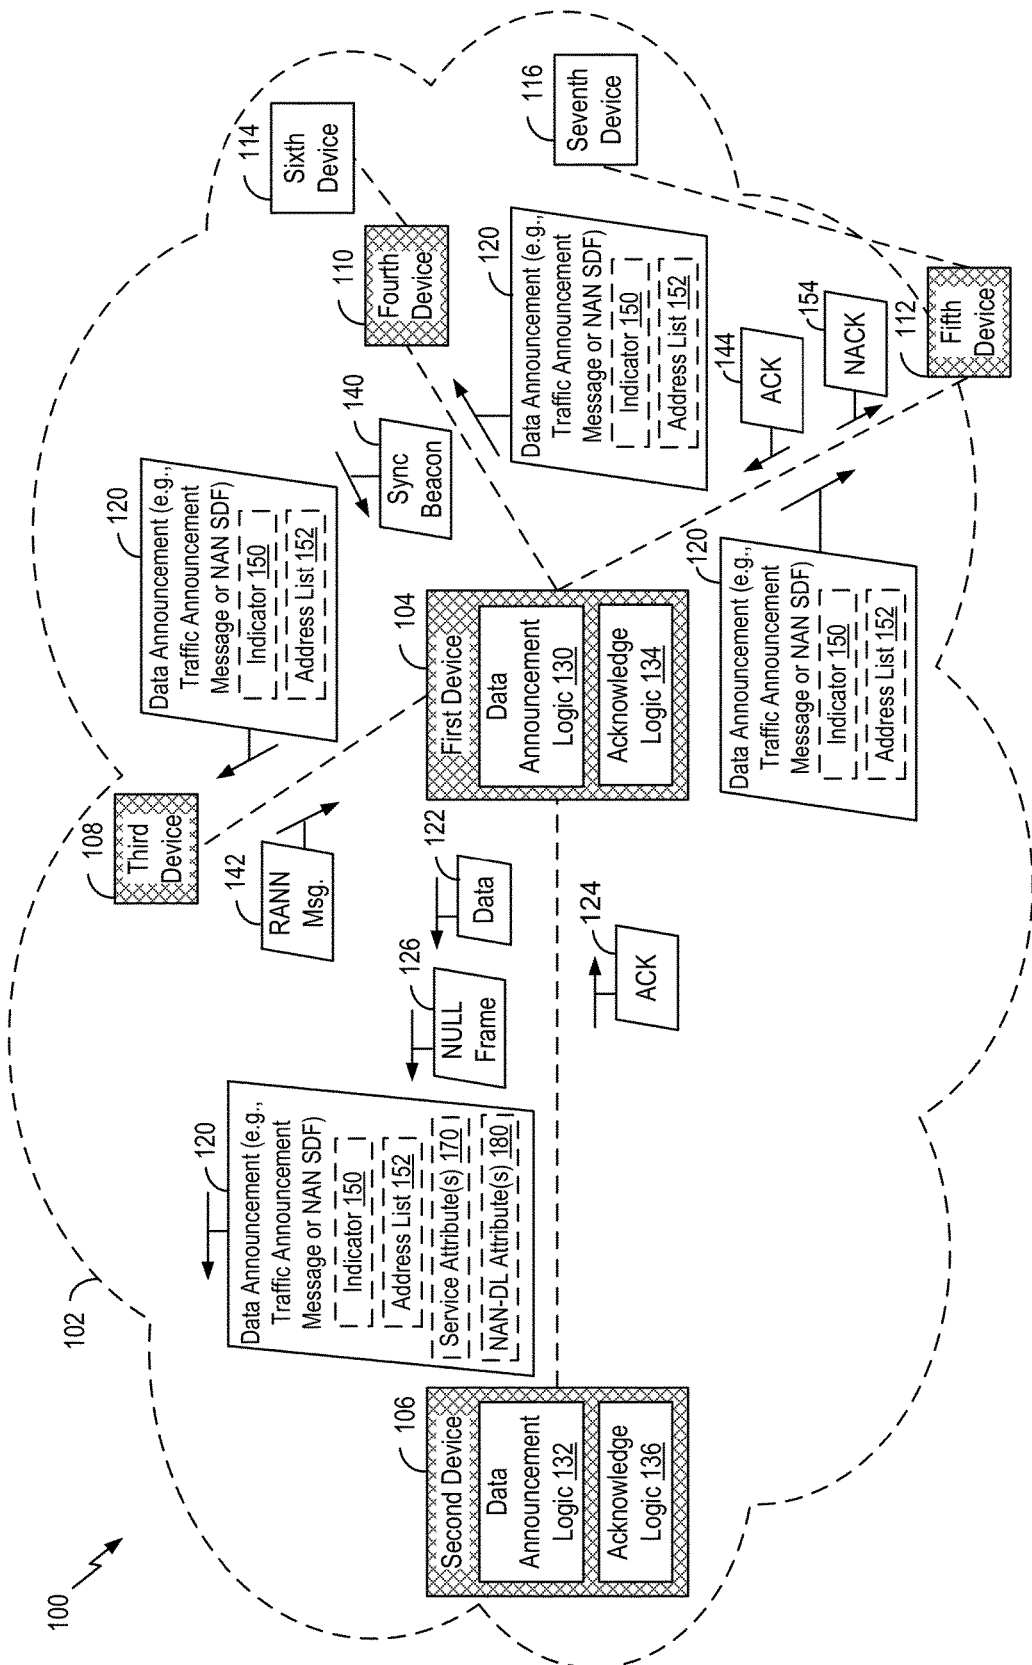 100
102
106
Second Device
Data
Announcement
Logic 132
Acknowledge
Logic 136
120
Data Announcement (e.g.,
Traffic Announcement
Message or NAN SDF)
Indicator 150
Address List 152
Service Attribute(s) 170
NAN-DL Attribute(s) 180
126
NULL
Frame
122
Data
124
ACK
108
Third
Device
142
RANN
Msg.
104
First Device
Data
Announcement
Logic 130
Acknowledge
Logic 134
120
Data Announcement (e.g.,
Traffic Announcement
Message or NAN SDF)
Indicator 150
Address List 152
120
Data Announcement (e.g.,
Traffic Announcement
Message or NAN SDF)
Indicator 150
Address List 152
140
Sync
Beacon
120
Data Announcement (e.g.,
Traffic Announcement
Message or NAN SDF)
Indicator 150
Address List 152
144
ACK
154
NACK
110
Fourth
Device
112
Fifth
Device
114
Sixth
Device
116
Seventh
Device